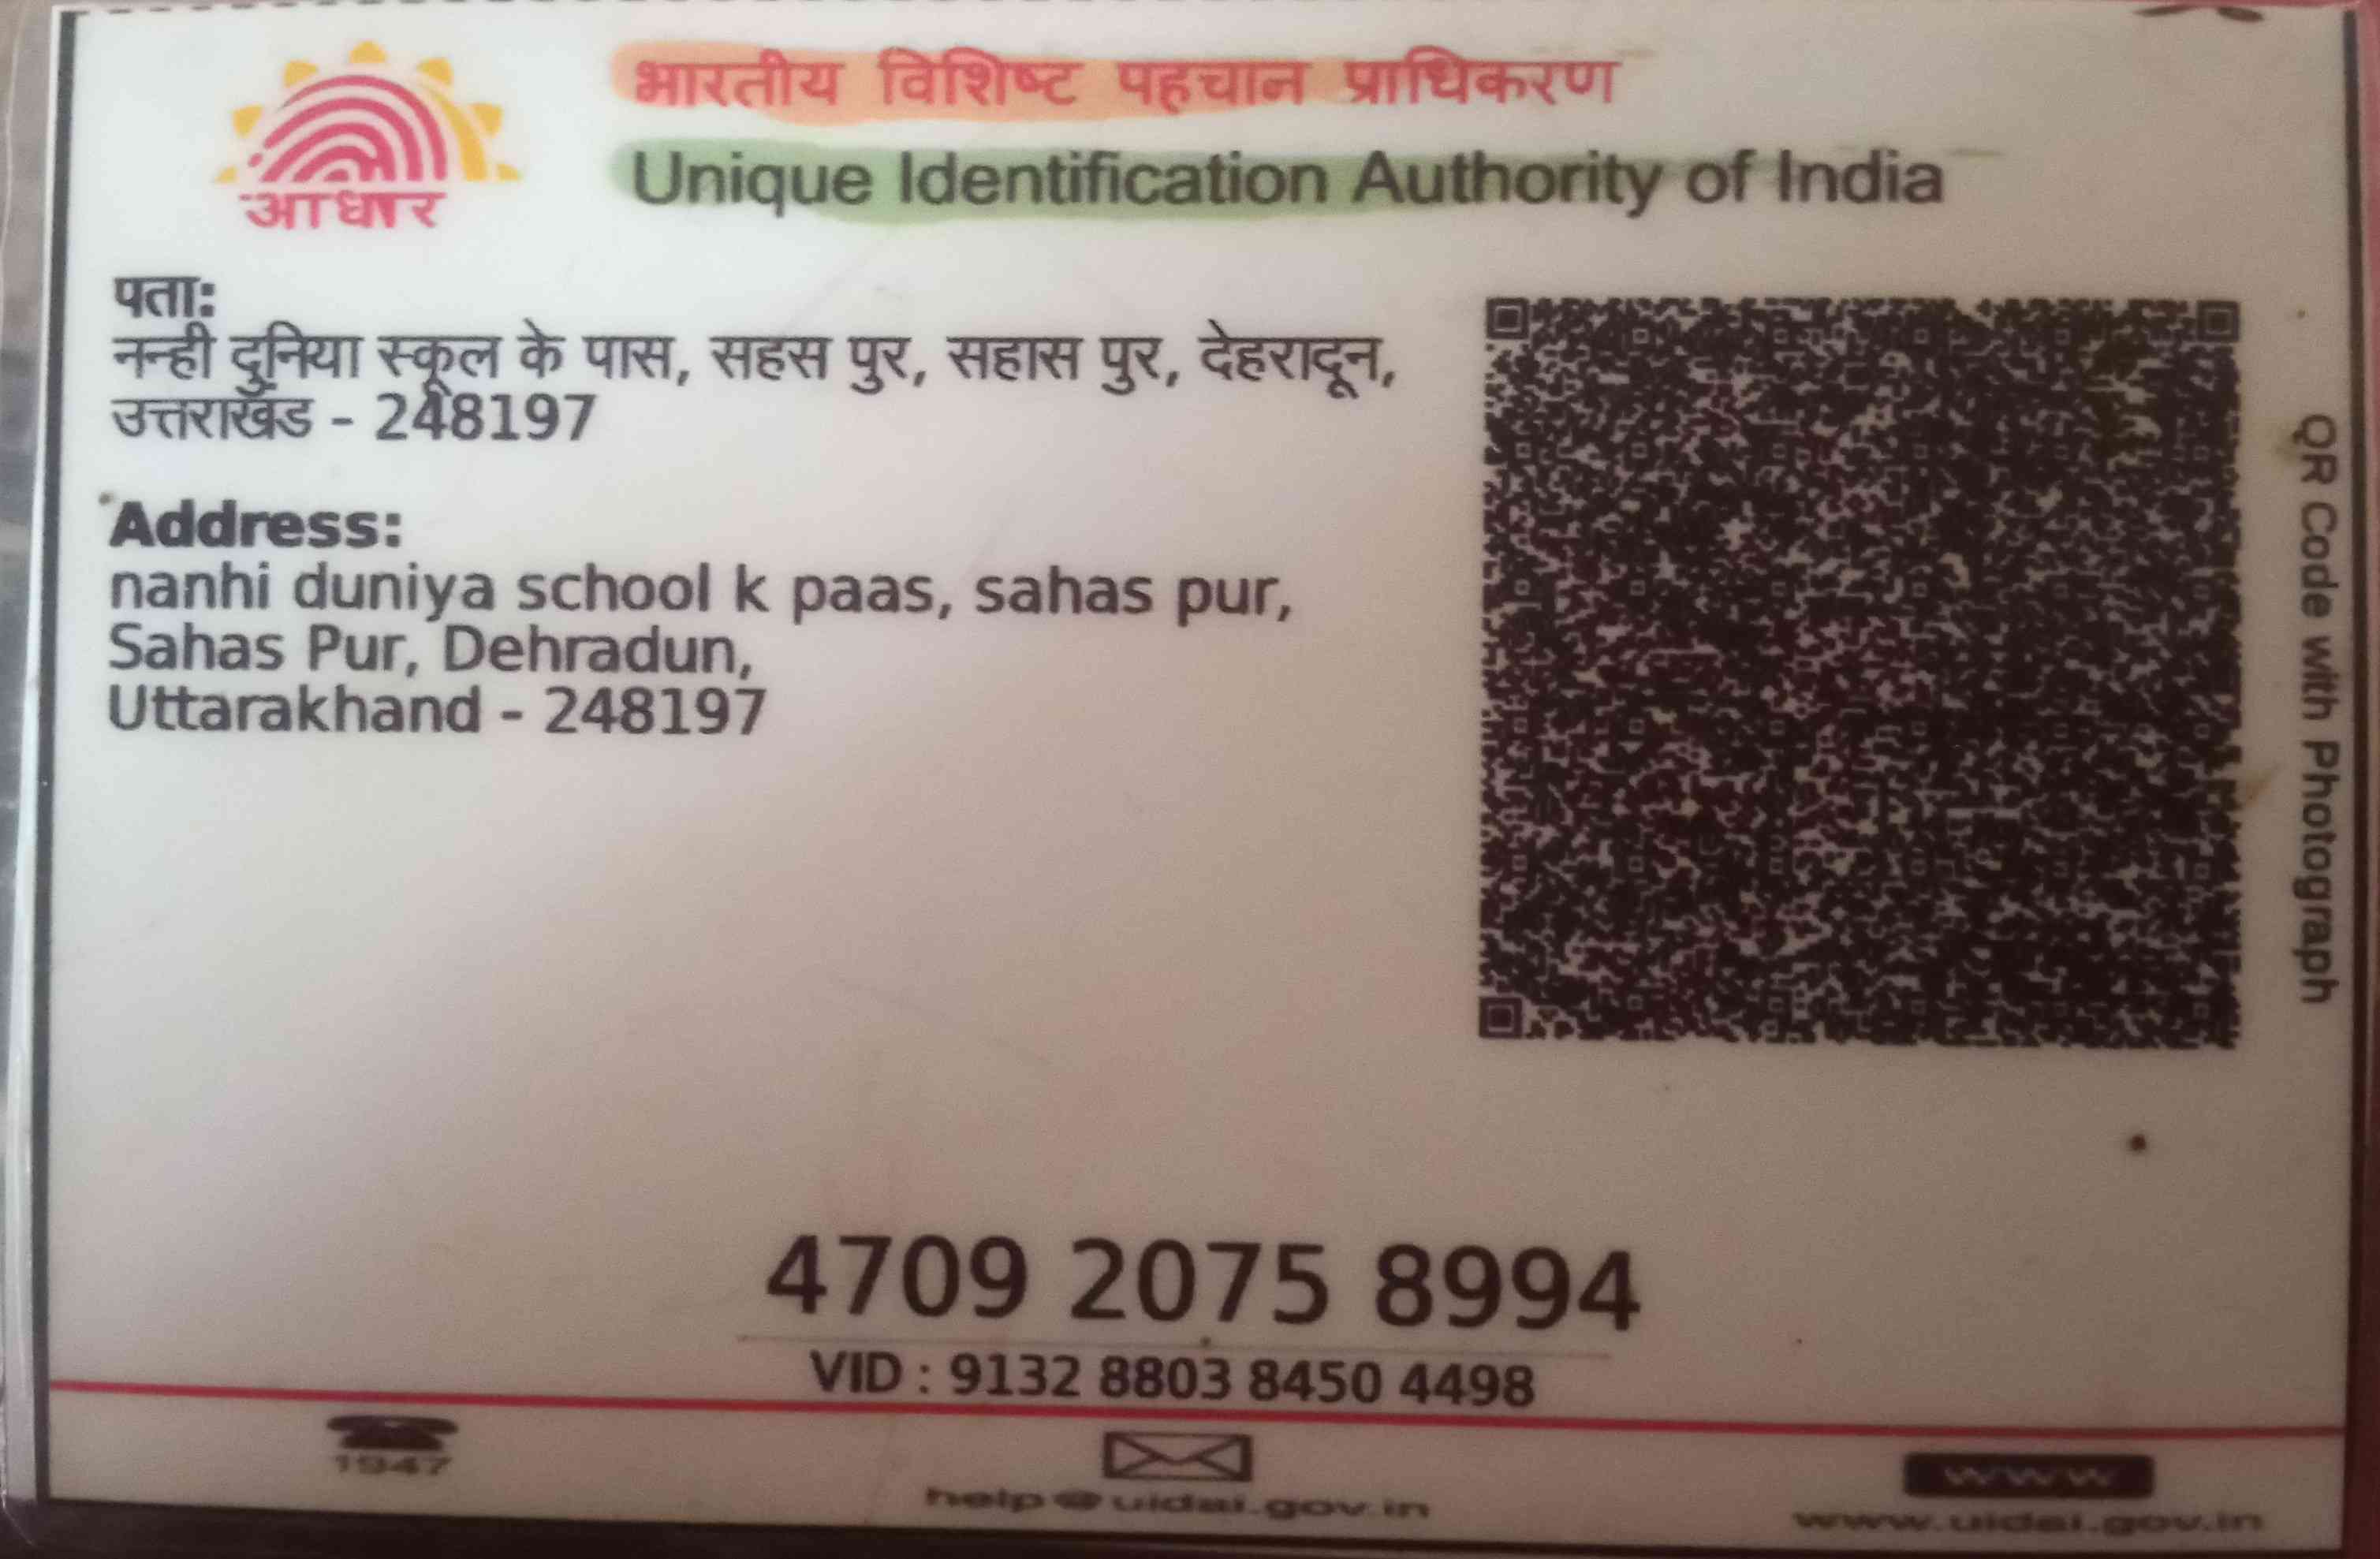 आधार
भारतीय विशिष्ट पहचान प्राधिकरण
Unique Identification Authority of India
पता:
नन्ही दुनिया स्कूल के पास, सहस पुर, सहास पुर, देहरादून,
उत्तराखँड - 248197
Address:
nanhi duniya school k paas, sahas pur,
Sahas Pur, Dehradun,
Uttarakhand - 248197
QR Code with Photograph
4709 2075 8994
VID : 9132 8803 8450 4498
1947
help@uidai.gov.in
www
www.uidai.gov.in